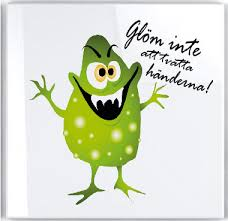 Glöm inte
att tvätta
händerna!